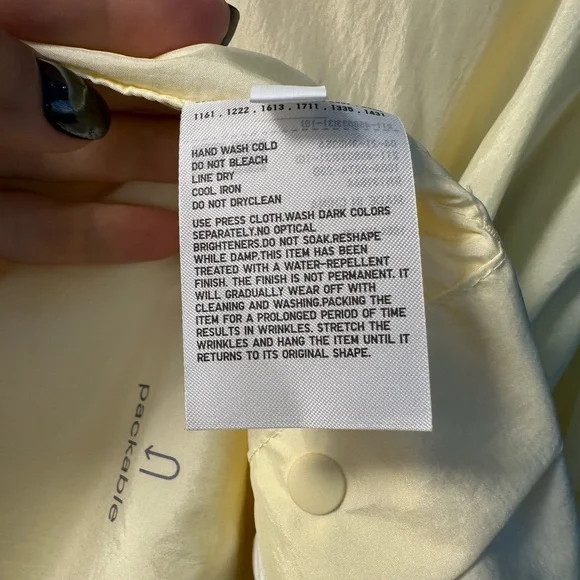 1161 . 1222 . 1613 . 1711 . 1335 . 1431
HAND WASH COLD
DO NOT BLEACH
LINE DRY
COOL IRON
DO NOT DRYCLEAN
USE PRESS CLOTH.WASH DARK COLORS
SEPARATELY.NO OPTICAL
BRIGHTENERS.DO NOT SOAK.RESHAPE
WHILE DAMP.THIS ITEM HAS BEEN
TREATED WITH A WATER-REPELLENT
FINISH. THE FINISH IS NOT PERMANENT. IT
WILL GRADUALLY WEAR OFF WITH
CLEANING AND WASHING.PACKING THE
ITEM FOR A PROLONGED PERIOD OF TIME
RESULTS IN WRINKLES. STRETCH THE
WRINKLES AND HANG THE ITEM UNTIL IT
RETURNS TO ITS ORIGINAL SHAPE.
packable